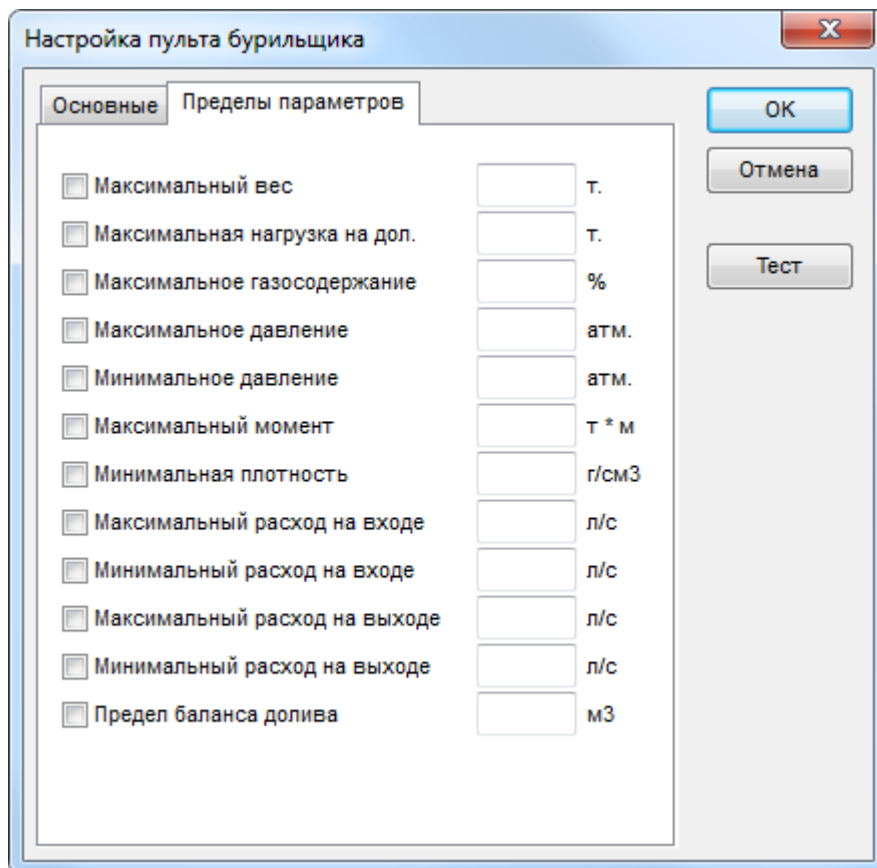 Настройка пульта бурильщика
Основные Пределы параметров
OK
Отмена
Тест
Максимальный вес т.
Максимальная нагрузка на дол. т.
Максимальное газосодержание %
Максимальное давление атм.
Минимальное давление атм.
Максимальный момент т * м
Минимальная плотность г/см3
Максимальный расход на входе л/с
Минимальный расход на входе л/с
Максимальный расход на выходе л/с
Минимальный расход на выходе л/с
Предел баланса долива м3